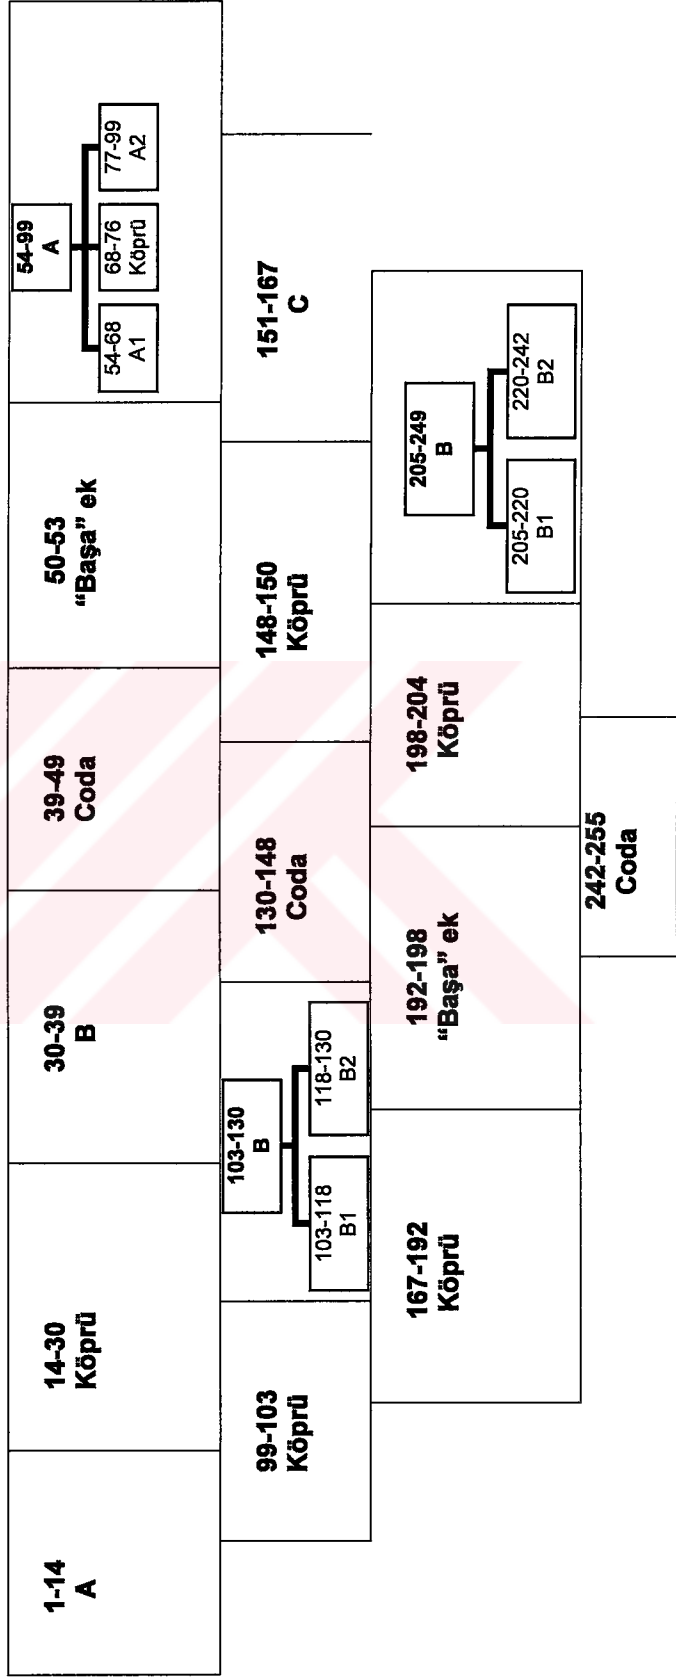 1-14
A
14-30
Köprü
30-39
B
39-49
Coda
50-53
“Başa” ek
54-99
A
54-68
A1
68-76
Köprü
77-99
A2
99-103
Köprü
103-130
B
103-118
B1
118-130
B2
130-148
Coda
148-150
Köprü
151-167
C
167-192
Köprü
192-198
“Başa” ek
198-204
Köprü
205-249
B
205-220
B1
220-242
B2
242-255
Coda